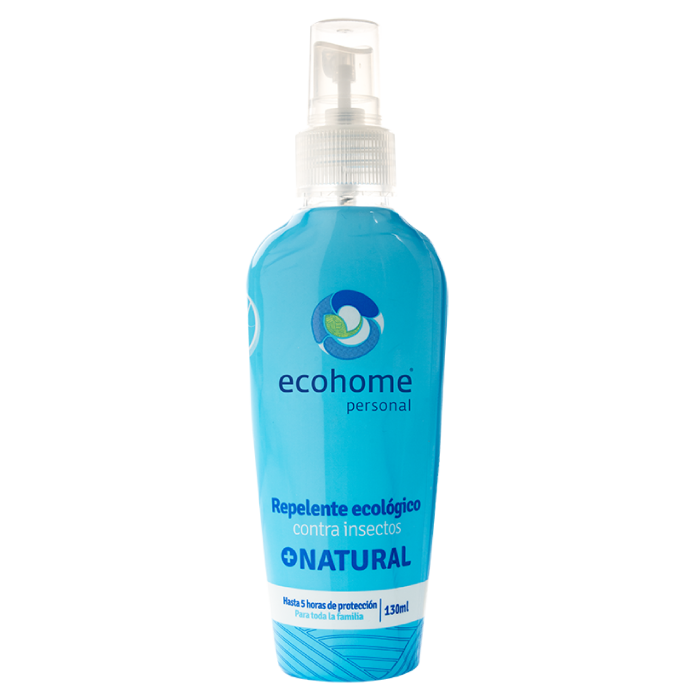 ecohome®
personal
Repelente ecológico
contra insectos
+NATURAL
Hasta 5 horas de protección
Para toda la familia
130ml